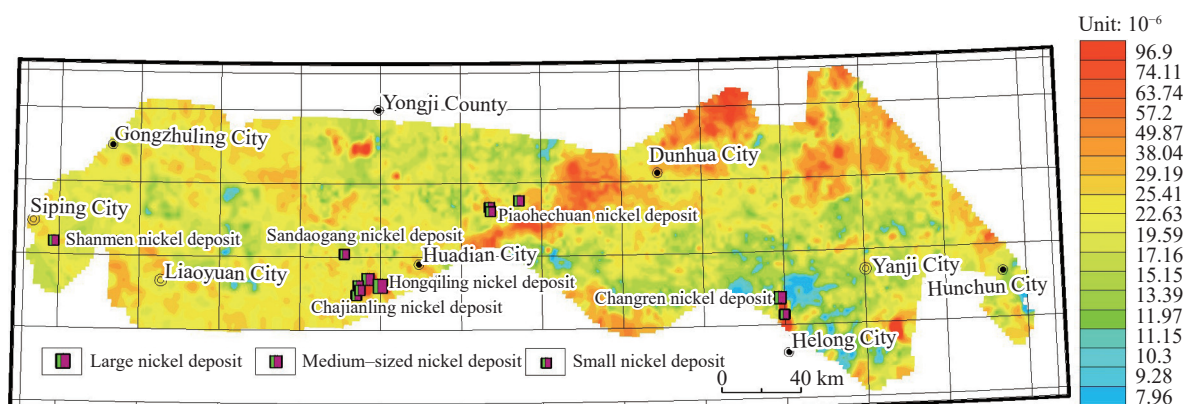 Unit: 10⁻⁶
96.9
74.11
63.74
57.2
49.87
38.04
29.19
25.41
22.63
19.59
17.26
16.16
15.15
13.39
11.97
11.15
10.3
9.28
7.96
Yongji County
Gongzhuling City
Dunhua City
Siping City
Piaohechuan nickel deposit
Shanmen nickel deposit
Sandaogang nickel deposit
Huadian City
Liaoyuan City
Hongqiling nickel deposit
Yanji City
Hunchun City
Changren nickel deposit
Chajianling nickel deposit
Helong City
Large nickel deposit
Medium–sized nickel deposit
Small nickel deposit
0 40 km